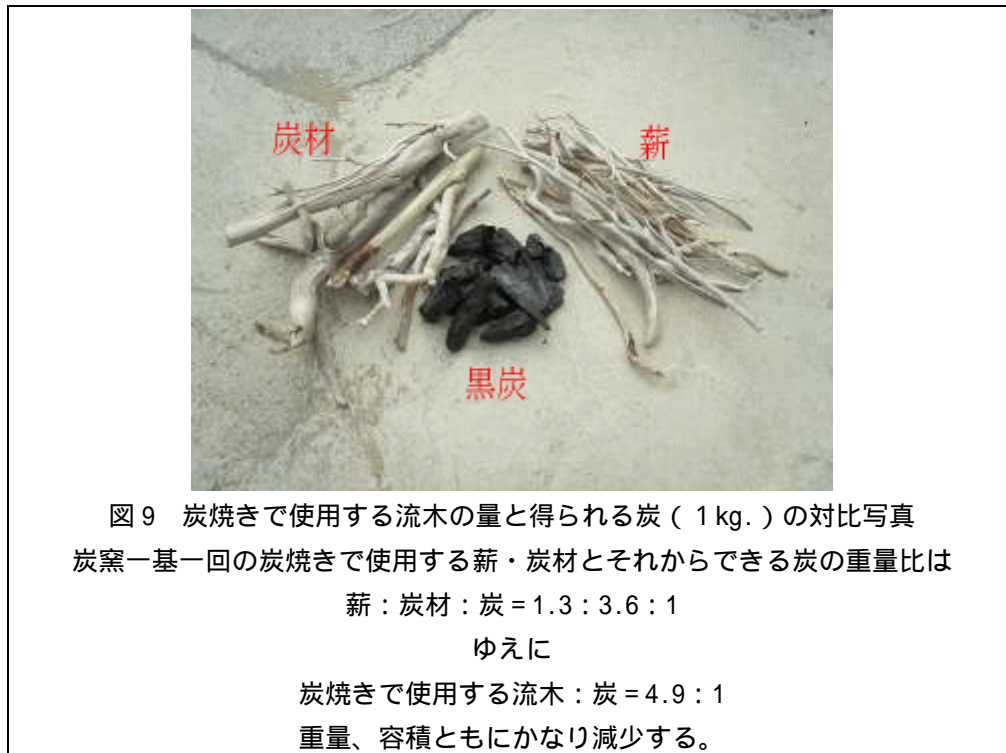 炭材
薪
黒炭
図9 炭焼きで使用する流木の量と得られる炭(1kg.)の対比写真
炭窯一基一回の炭焼きで使用する薪・炭材とそれからできる炭の重量比は
薪:炭材:炭=1.3:3.6:1
ゆえに
炭焼きで使用する流木:炭=4.9:1
重量、容積ともにかなり減少する。